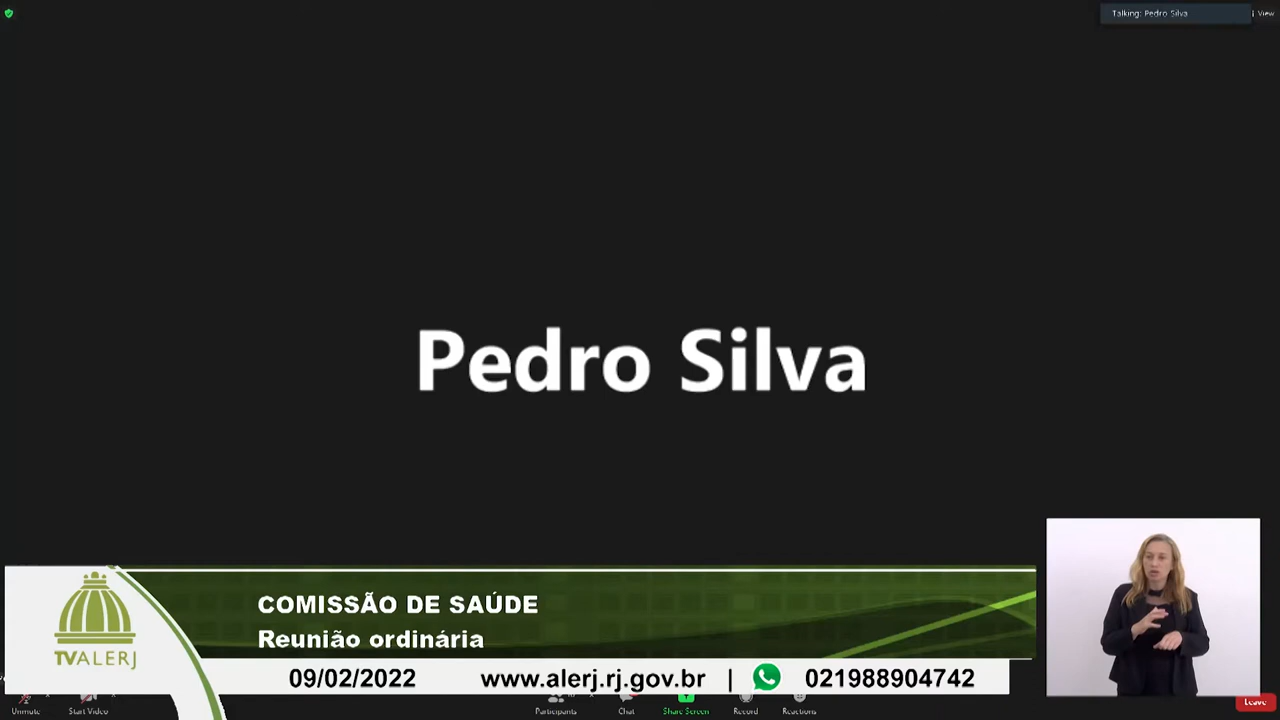 Talking: Pedro Silva
View
Pedro Silva
COMISSÃO DE SAÚDE
Reunião ordinária
TVALERJ
09/02/2022 www.alerj.rj.gov.br | 021988904742
Unmute Start Video Participants Chat Share Screen Record Reactions Leave